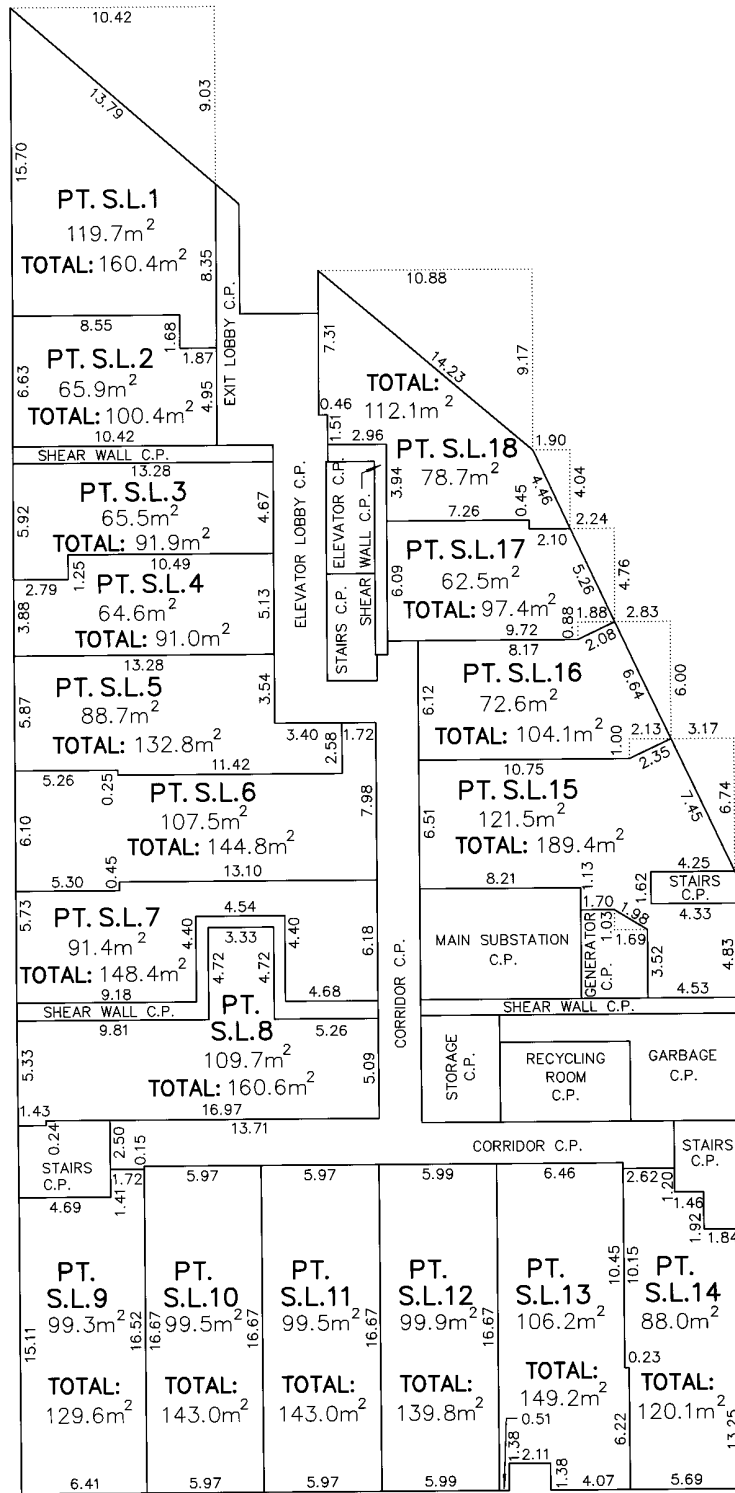 10.42
13.79
9.03
15.70
PT. S.L.1
119.7m²
TOTAL: 160.4m²
8.35
8.55
1.68
1.87
PT. S.L.2
6.63
65.9m²
TOTAL: 100.4m²
4.95
10.42
EXIT LOBBY C.P.
SHEAR WALL C.P.
13.28
PT. S.L.3
5.92
65.5m²
TOTAL: 91.9m²
4.67
10.49
2.79
1.25
PT. S.L.4
3.88
64.6m²
TOTAL: 91.0m²
5.13
13.28
PT. S.L.5
5.87
88.7m²
TOTAL: 132.8m²
3.54
3.40
1.72
2.58
11.42
5.26
0.25
PT. S.L.6
6.10
107.5m²
TOTAL: 144.8m²
7.98
13.10
5.30
0.45
PT. S.L.7
5.73
91.4m²
TOTAL: 148.4m²
4.54
4.40
4.40
3.33
4.72
4.72
6.18
9.18
4.68
SHEAR WALL C.P.
9.81
5.26
PT.
S.L.8
109.7m²
TOTAL: 160.6m²
5.33
5.09
16.97
1.43
0.24
13.71
ELEVATOR LOBBY C.P.
ELEVATOR C.P.
SHEAR WALL C.P.
STAIRS C.P.
10.88
7.31
14.23
9.17
TOTAL:
112.1m²
0.46
1.51
2.96
PT. S.L.18
78.7m²
3.94
1.90
4.46
4.04
7.26
0.45
2.10
2.24
PT. S.L.17
62.5m²
TOTAL: 97.4m²
6.09
5.26
4.76
9.72
0.88
1.88
2.83
2.08
8.17
PT. S.L.16
72.6m²
TOTAL: 104.1m²
6.12
6.64
6.00
1.00
2.13
3.17
2.35
10.75
PT. S.L.15
121.5m²
TOTAL: 189.4m²
6.51
7.45
6.74
8.21
1.13
1.62
4.25
STAIRS
C.P.
4.33
1.70
1.98
1.03
1.69
3.52
4.83
4.53
MAIN SUBSTATION
C.P.
GENERATOR
C.P.
SHEAR WALL C.P.
CORRIDOR C.P.
STORAGE
C.P.
RECYCLING
ROOM
C.P.
GARBAGE
C.P.
CORRIDOR C.P.
STAIRS
C.P.
2.50
0.15
1.72
1.41
4.69
STAIRS
C.P.
1.20
1.46
1.92
1.84
5.97
5.97
5.99
6.46
2.62
PT.
S.L.9
99.3m²
TOTAL:
129.6m²
15.11
16.52
6.41
PT.
S.L.10
99.5m²
TOTAL:
143.0m²
16.67
5.97
PT.
S.L.11
99.5m²
TOTAL:
143.0m²
16.67
5.97
PT.
S.L.12
99.9m²
TOTAL:
139.8m²
16.67
5.99
PT.
S.L.13
106.2m²
TOTAL:
149.2m²
10.45
0.51
1.38
2.11
1.38
6.22
4.07
PT.
S.L.14
88.0m²
TOTAL:
120.1m²
10.15
0.23
13.25
5.69